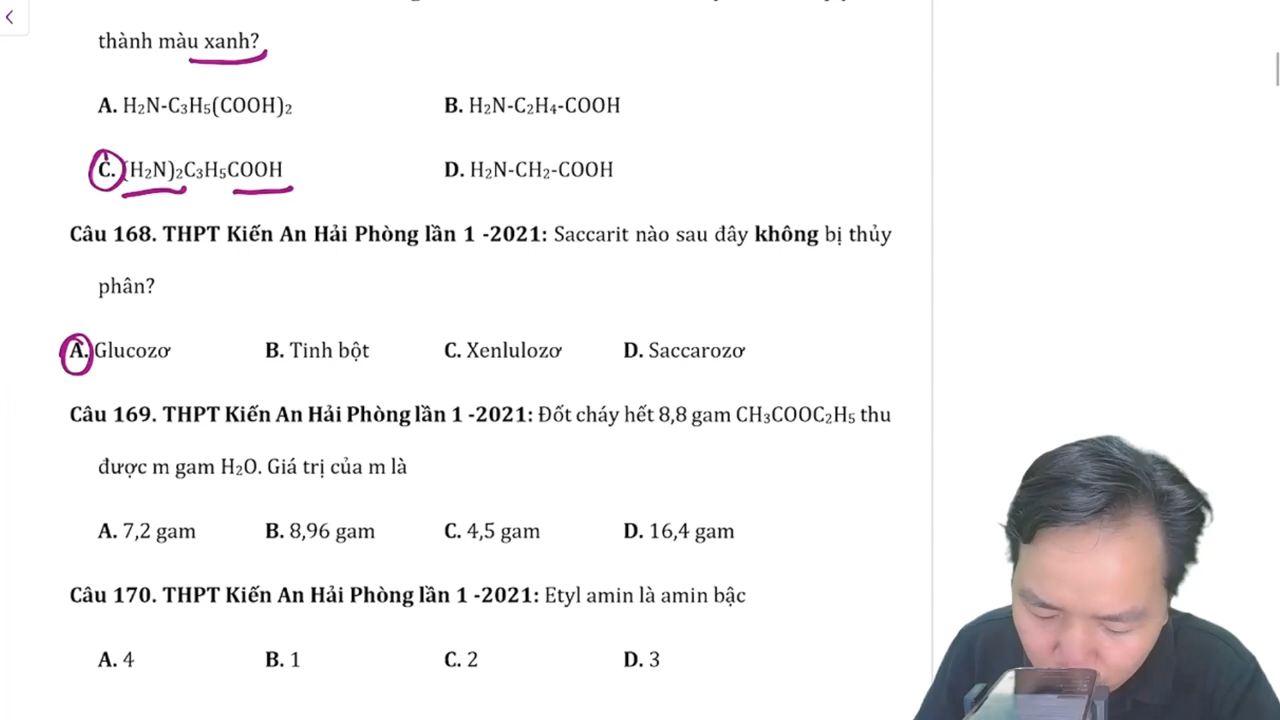 thành màu xanh?
A. H₂N-C₃H₅(COOH)₂ B. H₂N-C₂H₄-COOH
C. (H₂N)₂C₃H₅COOH D. H₂N-CH₂-COOH
Câu 168. THPT Kiến An Hải Phòng lần 1 -2021: Saccarit nào sau đây không bị thủy
phân?
A. Glucozơ B. Tinh bột C. Xenlulozơ D. Saccarozơ
Câu 169. THPT Kiến An Hải Phòng lần 1 -2021: Đốt cháy hết 8,8 gam CH₃COOC₂H₅ thu
được m gam H₂O. Giá trị của m là
A. 7,2 gam B. 8,96 gam C. 4,5 gam D. 16,4 gam
Câu 170. THPT Kiến An Hải Phòng lần 1 -2021: Etyl amin là amin bậc
A. 4 B. 1 C. 2 D. 3